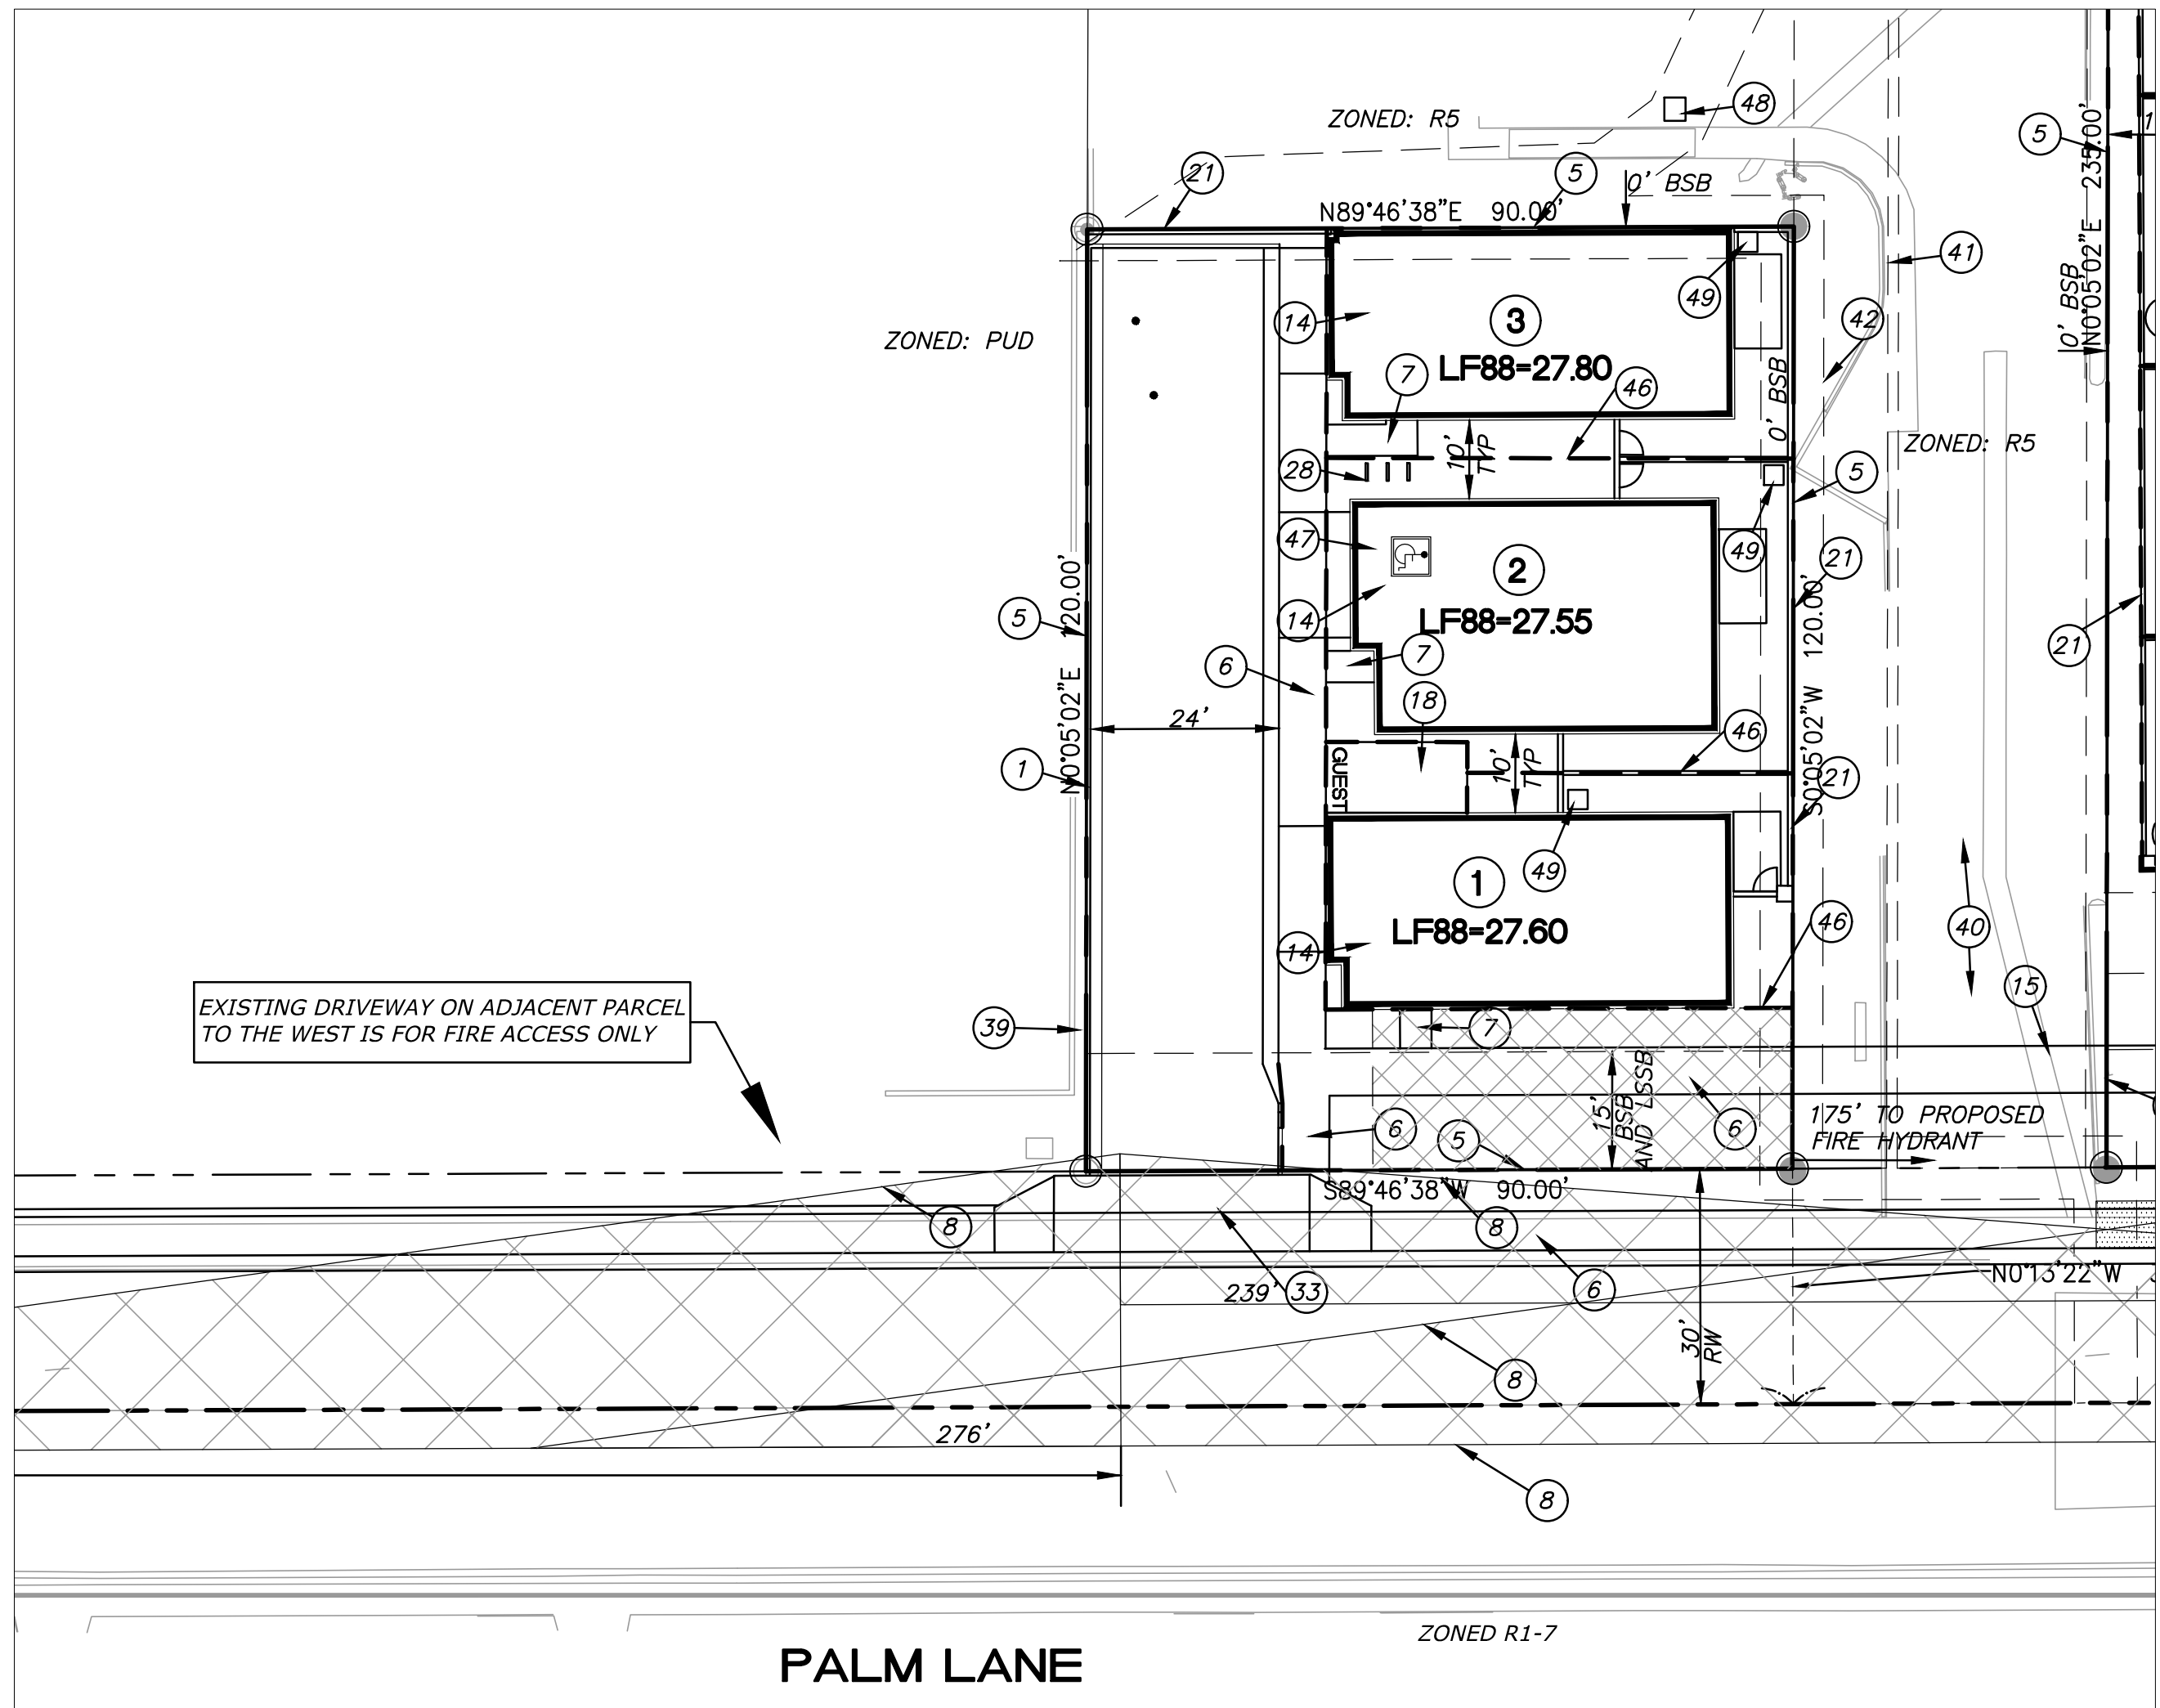 ZONED: R5
48
5
N0°05'02"E 235.00'
21
5
0' BSB
N89°46'38"E 90.00'
41
0' BSB
49
14
3
42
ZONED: PUD
LF88=27.80
7
46
0' BSB
10'
TYP
ZONED: R5
28
5
47
49
21
2
N0°05'02"E 120.00'
S0°05'02"W 120.00'
5
14
LF88=27.55
21
7
6
18
24'
46
1
GUEST
10'
TYP
21
49
1
14
LF88=27.60
46
40
15
EXISTING DRIVEWAY ON ADJACENT PARCEL
TO THE WEST IS FOR FIRE ACCESS ONLY
39
7
15'
BSB
AND LSSB
6
5
6
175' TO PROPOSED
FIRE HYDRANT
S89°46'38"W 90.00'
8
8
239'
33
6
N0°13'22"W
30'
RW
8
276'
8
ZONED R1-7
PALM LANE